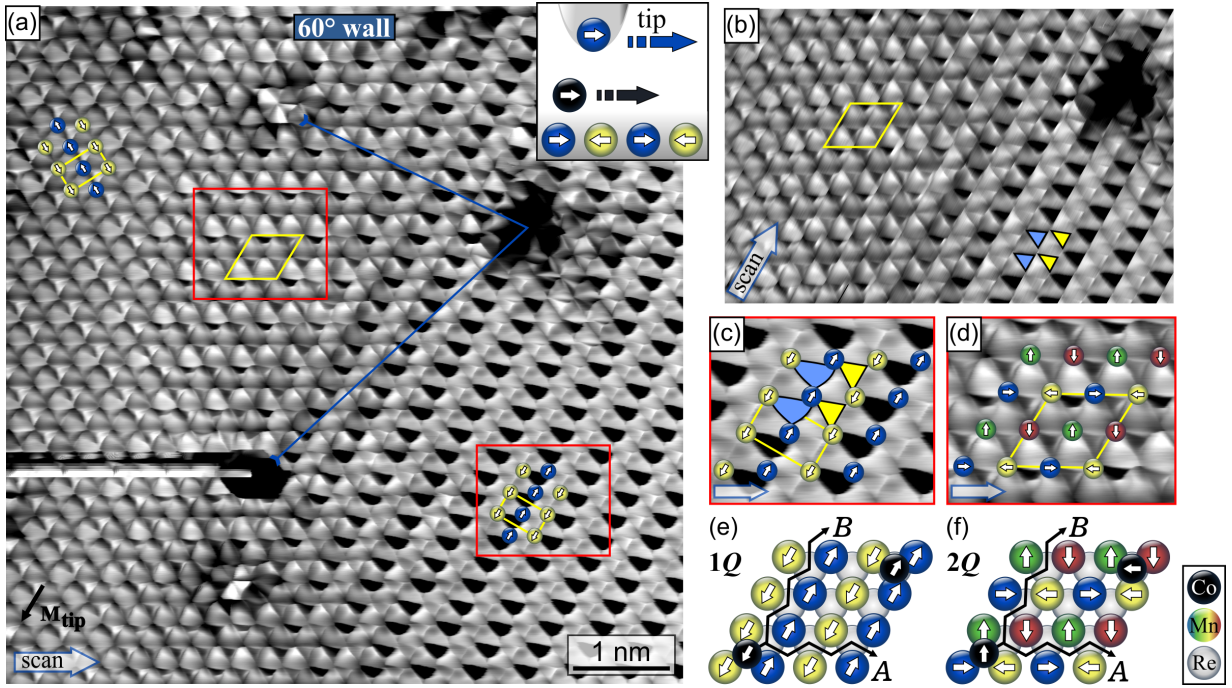 (a)
60° wall
tip
(b)
scan
(c)
(d)
M_tip
scan
1 nm
(e)
1Q
B
A
(f)
2Q
B
A
Co
Mn
Re